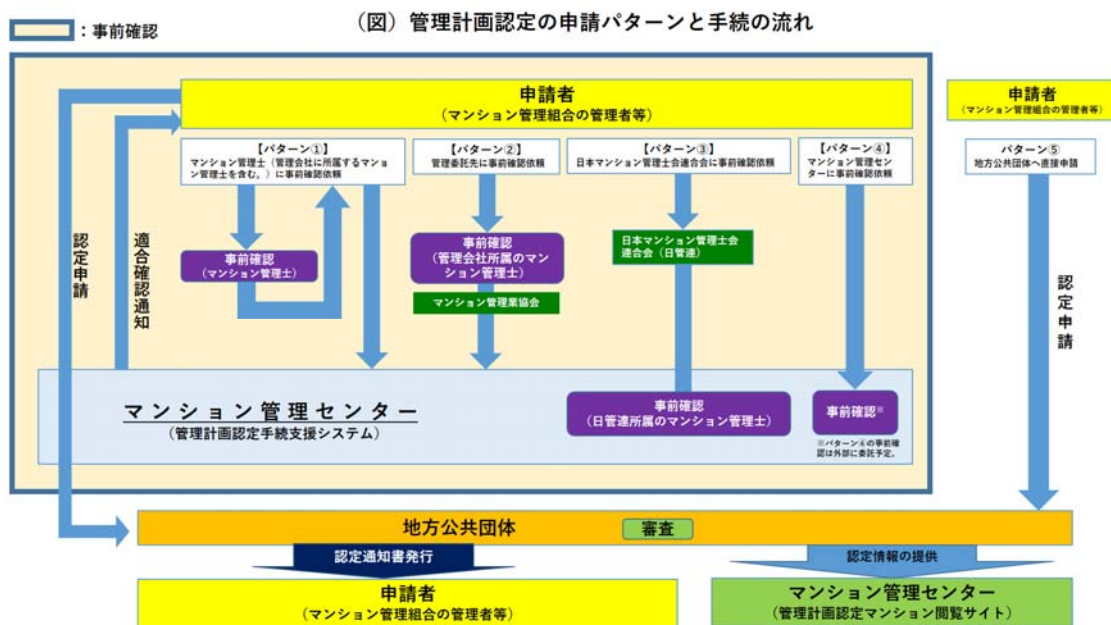 （図）管理計画認定の申請パターンと手続の流れ
：事前確認
申請者
（マンション管理組合の管理者等）
申請者
（マンション管理組合の管理者等）
【パターン①】
マンション管理士（管理会社に所属するマンショ
ン管理士を含む。）に事前確認依頼
【パターン②】
管理委託先に事前確認依頼
【パターン③】
日本マンション管理士会連合会に事前確認依頼
【パターン④】
マンション管理セン
ターに事前確認依頼
パターン⑤
地方公共団体へ直接申請
認定申請
適合確認通知
事前確認
（マンション管理士）
事前確認
（管理会社所属のマン
ション管理士）
マンション管理業協会
日本マンション管理士会
連合会（日管連）
認定申請
マンション管理センター
（管理計画認定手続支援システム）
事前確認
（日管連所属のマンション管理士）
事前確認※
※パターン④の事前確
認は外部に委託予定。
地方公共団体
審査
認定通知書発行
認定情報の提供
申請者
（マンション管理組合の管理者等）
マンション管理センター
（管理計画認定マンション閲覧サイト）